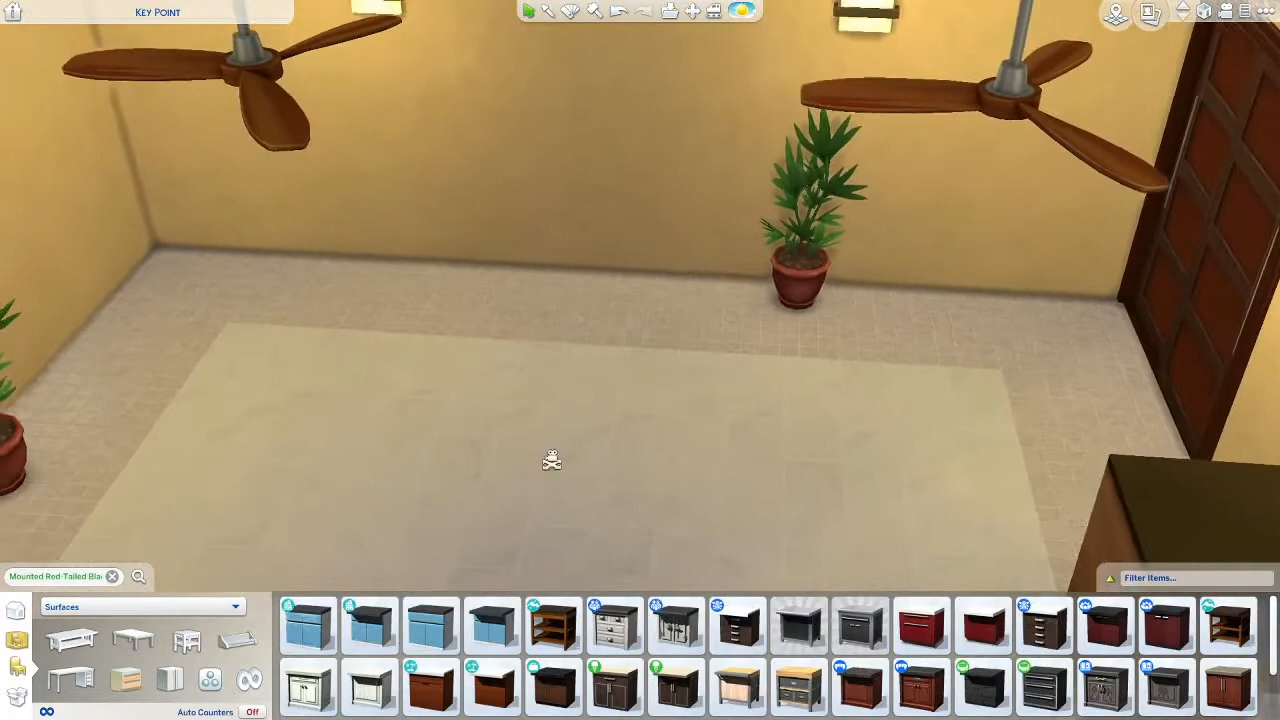 KEY POINT
Mounted Red-Tailed Bla
Filter Items...
Surfaces
Auto Counters Off